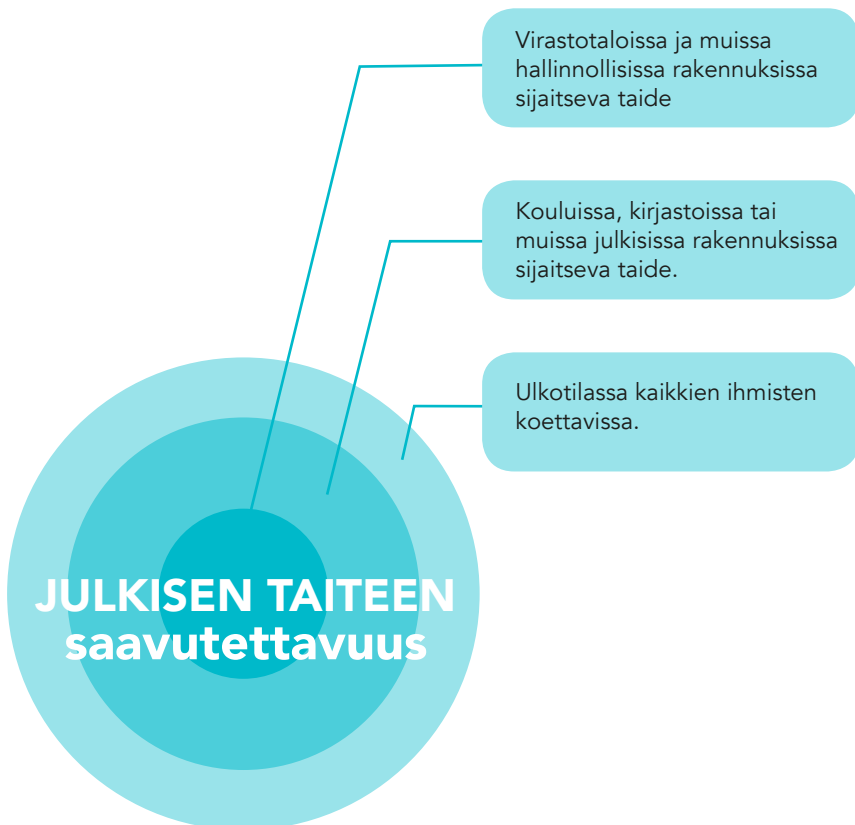 Virastotaloissa ja muissa
hallinnollisissa rakennuksissa
sijaitseva taide
Kouluissa, kirjastoissa tai
muissa julkisissa rakennuksissa
sijaitseva taide.
Ulkotilassa kaikkien ihmisten
koettavissa.
JULKISEN TAITEEN
saavutettavuus